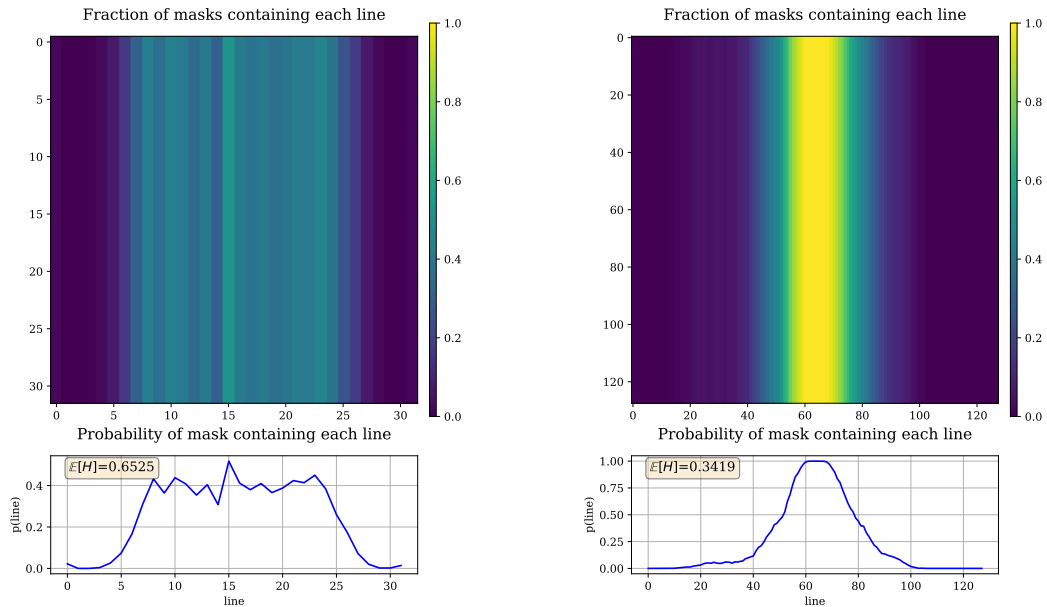 Fraction of masks containing each line
0
5
10
15
20
25
30
0 5 10 15 20 25 30
1.0
0.8
0.6
0.4
0.2
0.0
Probability of mask containing each line
𝔼[H]=0.6525
p(line)
0.4
0.2
0.0
0 5 10 15 20 25 30
line
Fraction of masks containing each line
0
20
40
60
80
100
120
0 20 40 60 80 100 120
1.0
0.8
0.6
0.4
0.2
0.0
Probability of mask containing each line
𝔼[H]=0.3419
p(line)
1.00
0.75
0.50
0.25
0.00
0 20 40 60 80 100 120
line